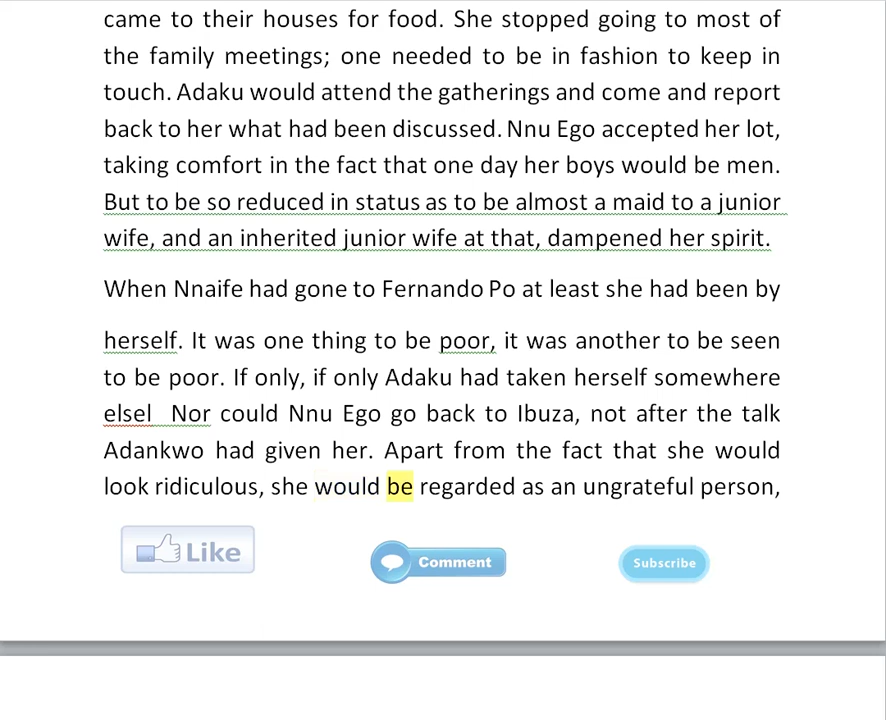 came to their houses for food. She stopped going to most of
the family meetings; one needed to be in fashion to keep in
touch. Adaku would attend the gatherings and come and report
back to her what had been discussed. Nnu Ego accepted her lot,
taking comfort in the fact that one day her boys would be men.
But to be so reduced in status as to be almost a maid to a junior
wife, and an inherited junior wife at that, dampened her spirit.
When Nnaife had gone to Fernando Po at least she had been by
herself. It was one thing to be poor, it was another to be seen
to be poor. If only, if only Adaku had taken herself somewhere
elsel Nor could Nnu Ego go back to Ibuza, not after the talk
Adankwo had given her. Apart from the fact that she would
look ridiculous, she would be regarded as an ungrateful person,
Like
Comment
Subscribe